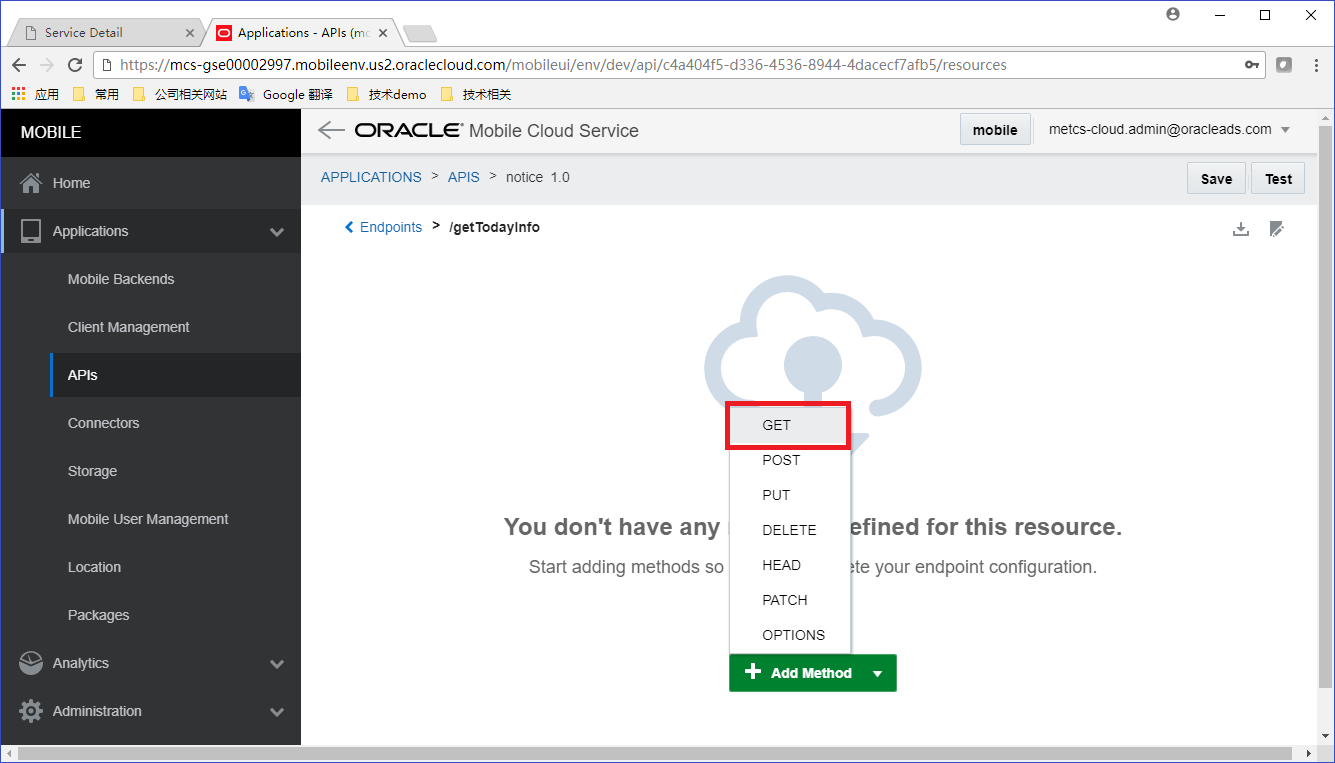 Service Detail
Applications - APIs (mo
https://mcs-gse00002997.mobileenv.us2.oraclecloud.com/mobileui/env/dev/api/c4a404f5-d336-4536-8944-4dacecf7afb5/resources
应用 常用 公司相关网站 Google 翻译 技术demo 技术相关
MOBILE
Home
Applications
Mobile Backends
Client Management
APIs
Connectors
Storage
Mobile User Management
Location
Packages
Analytics
Administration
ORACLE® Mobile Cloud Service
mobile
metcs-cloud.admin@oracleads.com
APPLICATIONS > APIS > notice 1.0
Save
Test
Endpoints > /getTodayInfo
GET
POST
PUT
DELETE
HEAD
PATCH
OPTIONS
You don't have any efined for this resource.
Start adding methods so ete your endpoint configuration.
Add Method